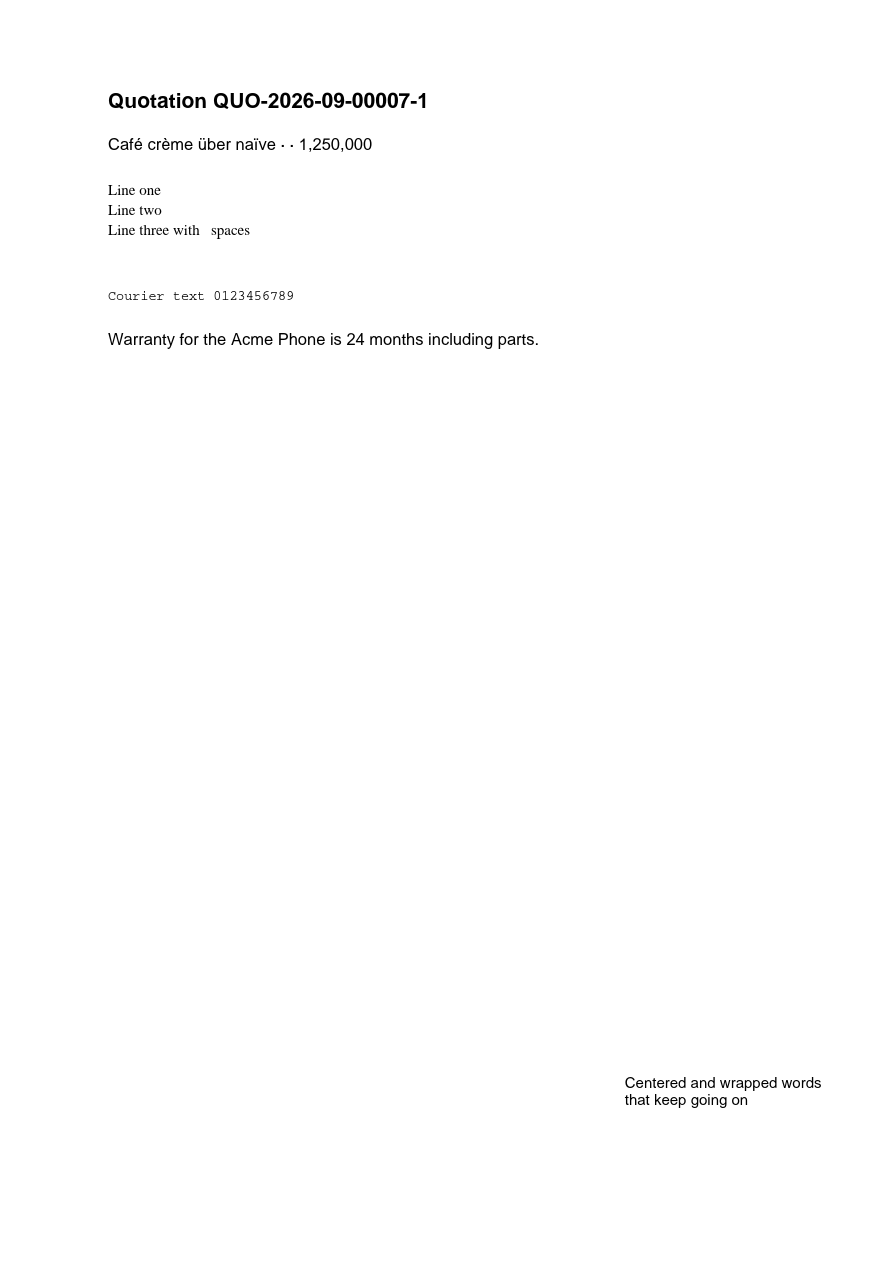 Quotation QUO-2026-09-00007-1
Café crème über naïve · · 1,250,000
Line one
Line two
Line three with   spaces
Courier text 0123456789
Warranty for the Acme Phone is 24 months including parts.
Centered and wrapped words
that keep going on